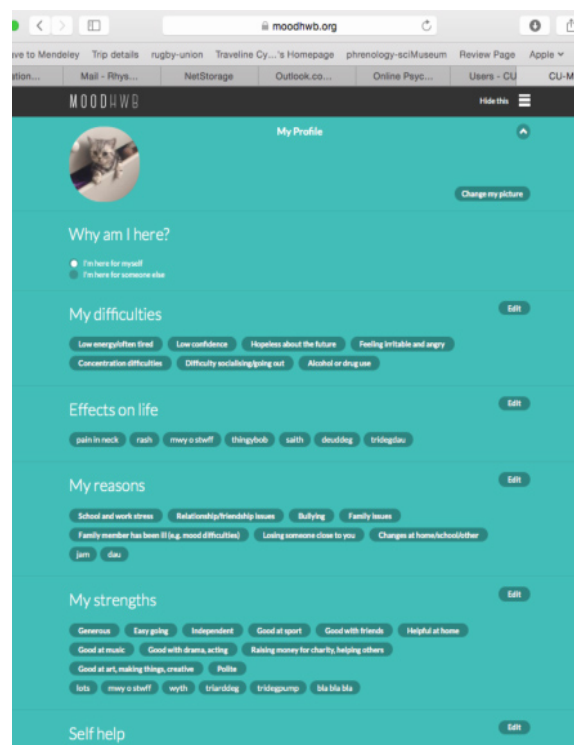 moodhwb.org
ve to Mendeley Trip details rugby-union Traveline Cy...'s Homepage phrenology-sciMuseum Review Page Apple
ation... Mail - Rhys... NetStorage Outlook.co... Online Psyc... Users - CU CU-M
MOODHWB Hide this
My Profile
Change my picture
Why am I here?
I'm here for myself
I'm here for someone else
My difficulties Edit
Low energy/often tired Low confidence Hopeless about the future Feeling irritable and angry
Concentration difficulties Difficulty socialising/going out Alcohol or drug use
Effects on life Edit
pain in neck rash mwy o stwff thingybob saith deuddeg tridegdau
My reasons Edit
School and work stress Relationship/friendship issues Bullying Family issues
Family member has been ill (e.g. mood difficulties) Losing someone close to you Changes at home/school/other
jam dau
My strengths Edit
Generous Easy going Independent Good at sport Good with friends Helpful at home
Good at music Good with drama, acting Raising money for charity, helping others
Good at art, making things, creative Polite
lots mwy o stwff wyth triarddeg tridegpump bla bla bla
Self help Edit